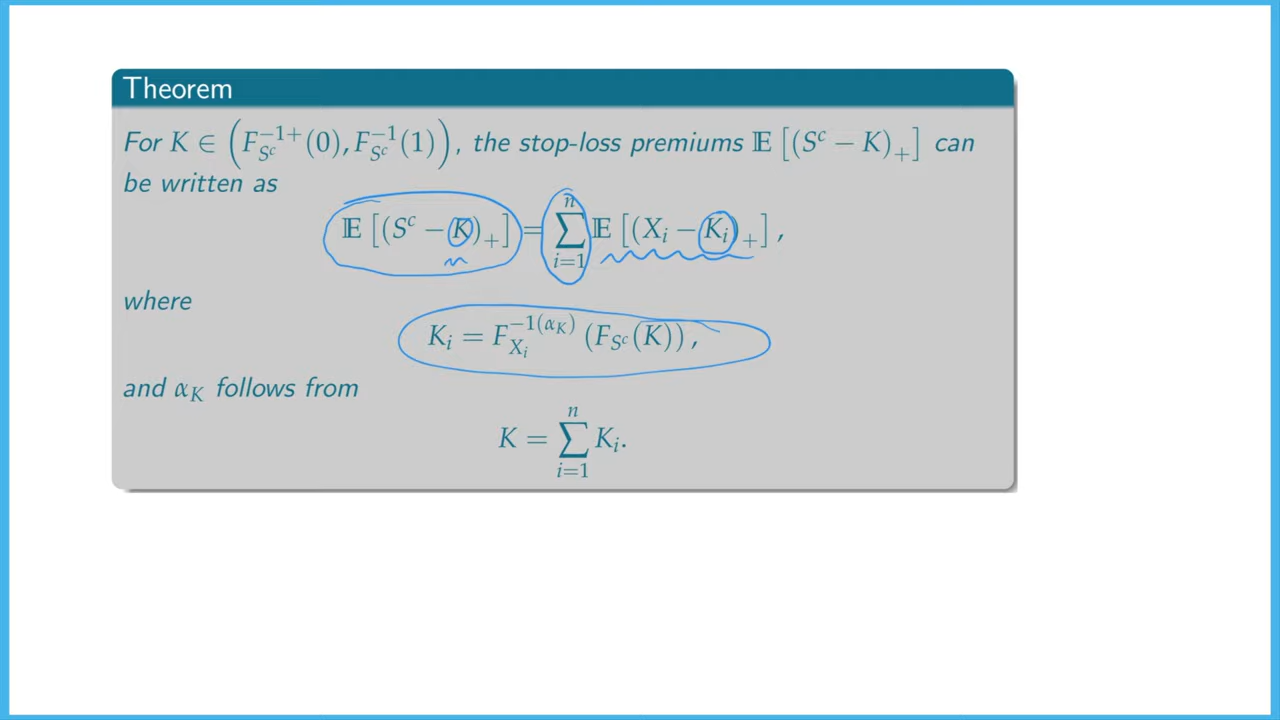 Theorem
For K ∈ (F_{S^c}^{-1+}(0), F_{S^c}^{-1}(1)), the stop-loss premiums 𝔼[(S^c − K)_+] can
be written as
𝔼[(S^c − K)_+] = ∑_{i=1}^{n} 𝔼[(X_i − K_i)_+],
where
K_i = F_{X_i}^{-1(α_K)}(F_{S^c}(K)),
and α_K follows from
K = ∑_{i=1}^{n} K_i.